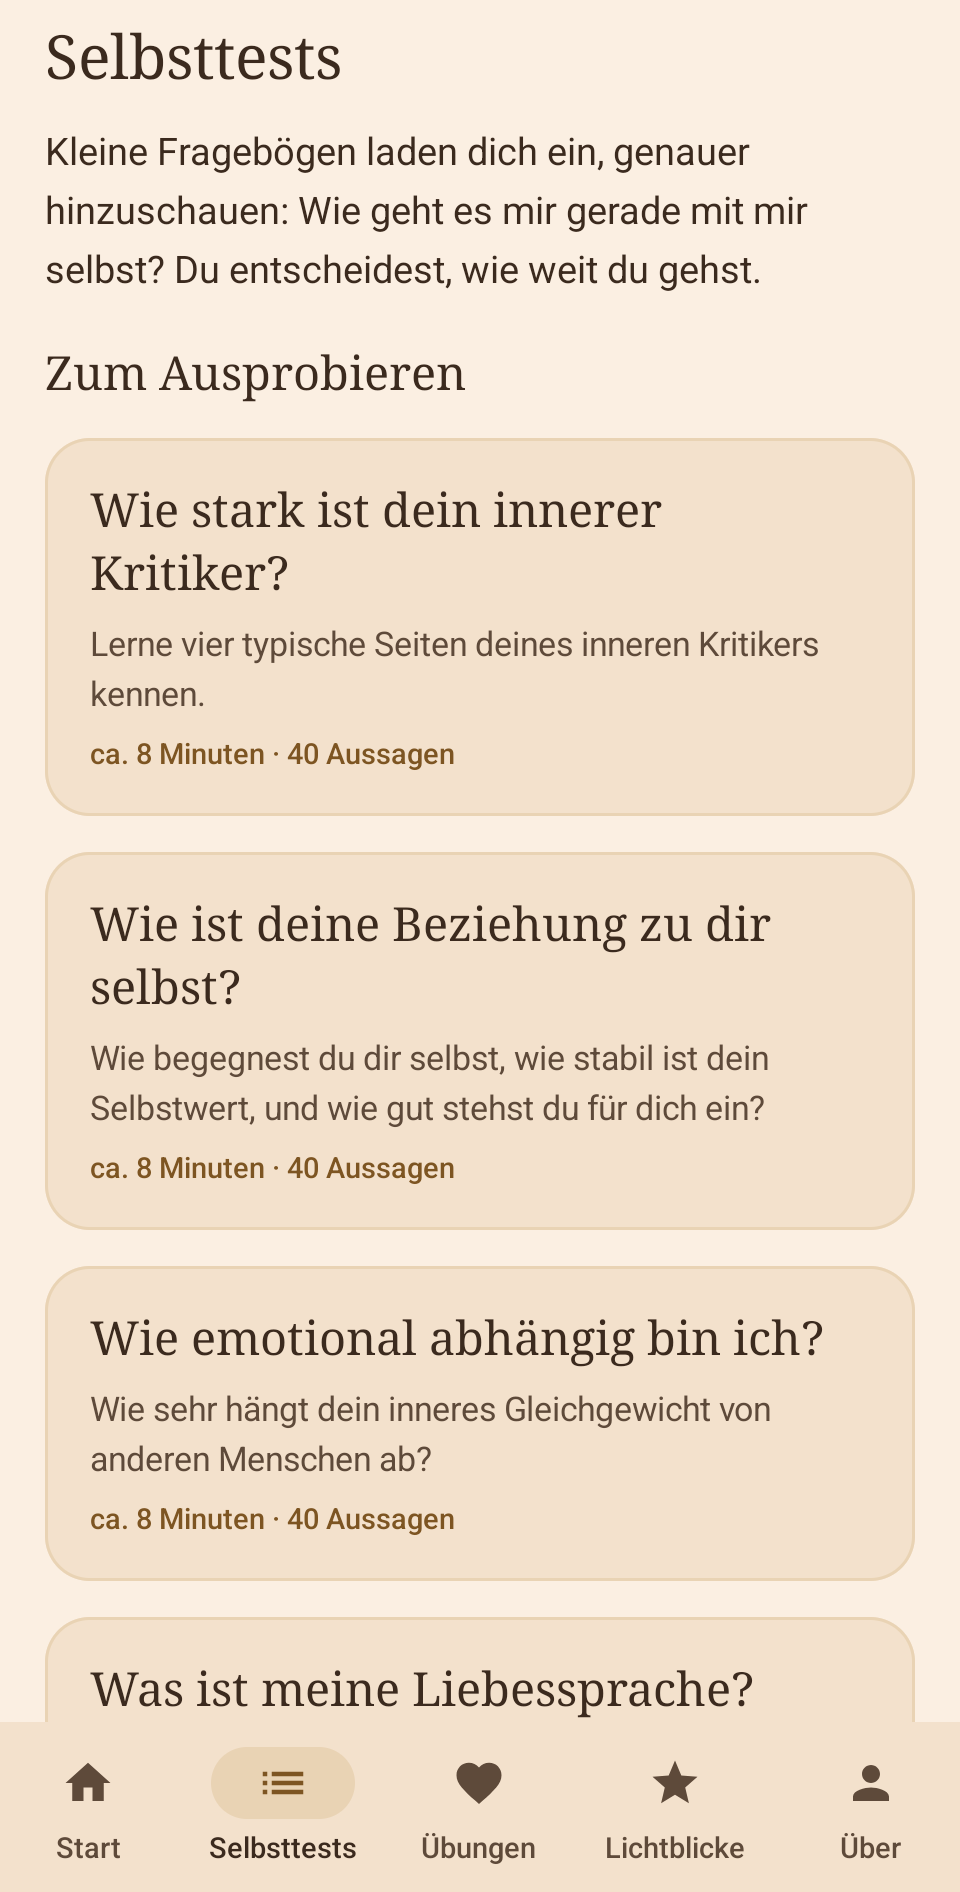 Selbsttests
Kleine Fragebögen laden dich ein, genauer
hinzuschauen: Wie geht es mir gerade mit mir
selbst? Du entscheidest, wie weit du gehst.
Zum Ausprobieren
Wie stark ist dein innerer
Kritiker?
Lerne vier typische Seiten deines inneren Kritikers
kennen.
ca. 8 Minuten · 40 Aussagen
Wie ist deine Beziehung zu dir
selbst?
Wie begegnest du dir selbst, wie stabil ist dein
Selbstwert, und wie gut stehst du für dich ein?
ca. 8 Minuten · 40 Aussagen
Wie emotional abhängig bin ich?
Wie sehr hängt dein inneres Gleichgewicht von
anderen Menschen ab?
ca. 8 Minuten · 40 Aussagen
Was ist meine Liebessprache?
Start
Selbsttests
Übungen
Lichtblicke
Über